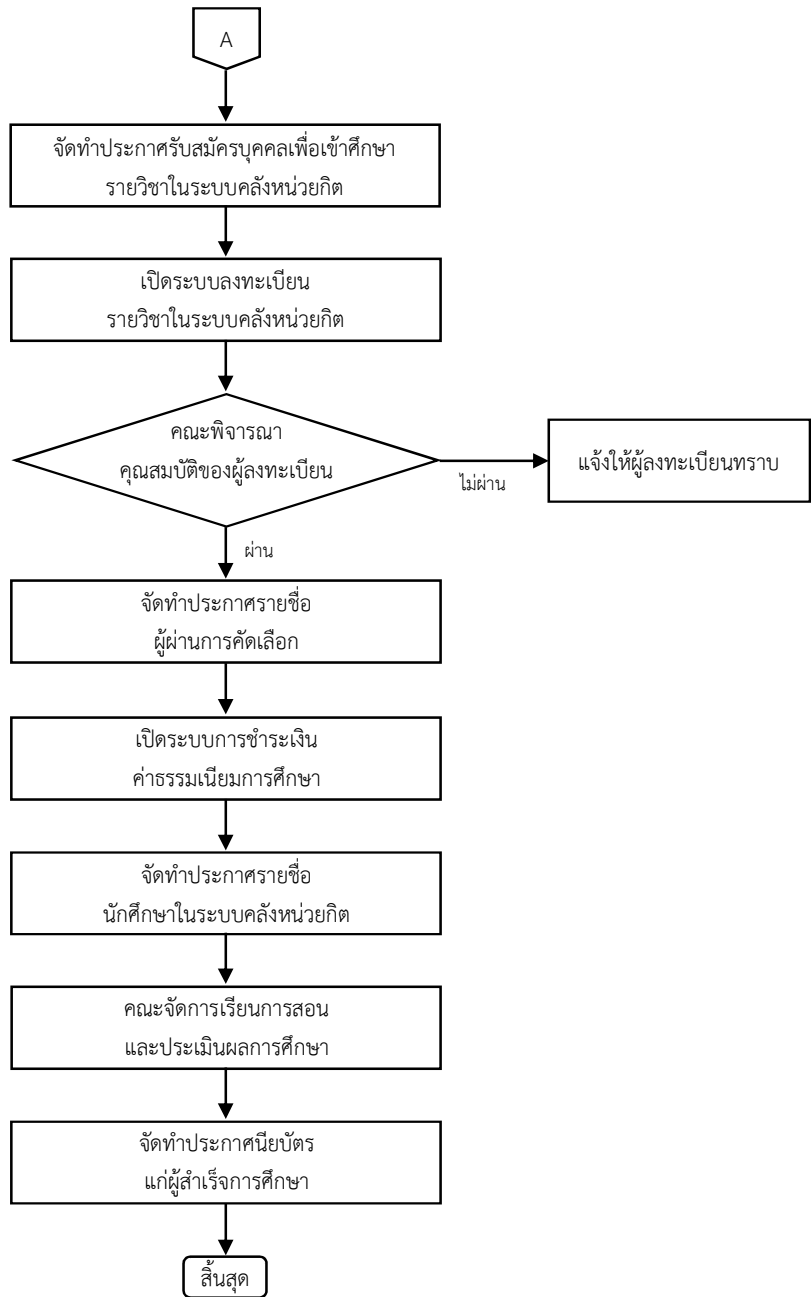 A
จัดทำประกาศรับสมัครบุคคลเพื่อเข้าศึกษา
รายวิชาในระบบคลังหน่วยกิต
เปิดระบบลงทะเบียน
รายวิชาในระบบคลังหน่วยกิต
คณะพิจารณา
คุณสมบัติของผู้ลงทะเบียน
ไม่ผ่าน
แจ้งให้ผู้ลงทะเบียนทราบ
ผ่าน
จัดทำประกาศรายชื่อ
ผู้ผ่านการคัดเลือก
เปิดระบบการชำระเงิน
ค่าธรรมเนียมการศึกษา
จัดทำประกาศรายชื่อ
นักศึกษาในระบบคลังหน่วยกิต
คณะจัดการเรียนการสอน
และประเมินผลการศึกษา
จัดทำประกาศนียบัตร
แก่ผู้สำเร็จการศึกษา
สิ้นสุด